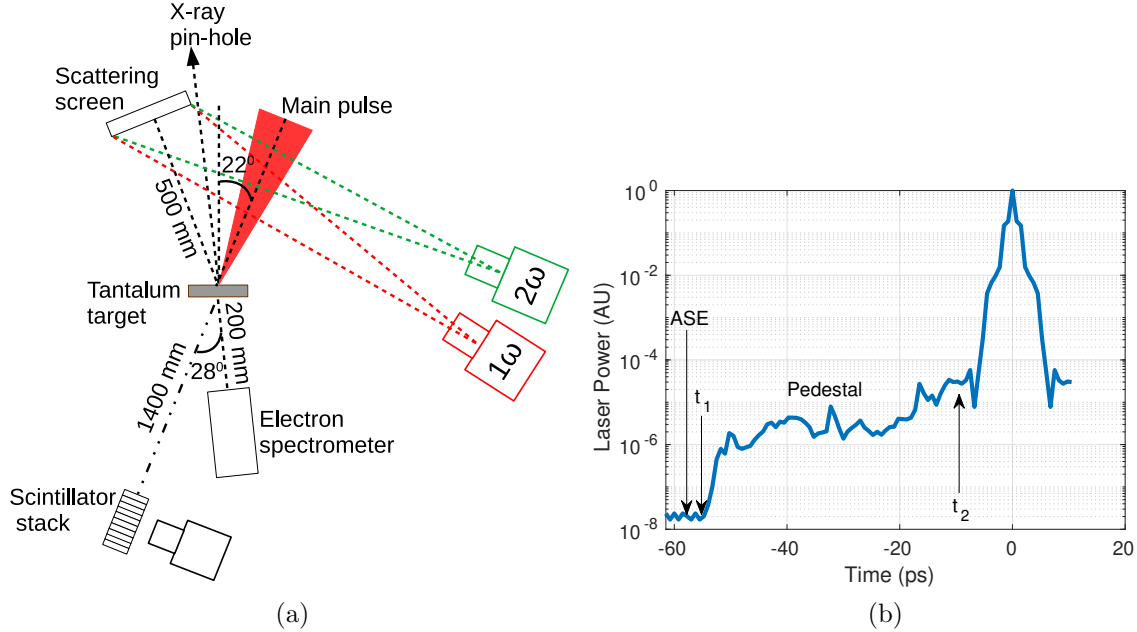 X-ray
pin-hole
Scattering
screen
Main pulse
22⁰
500 mm
2ω
Tantalum
target
200 mm
1ω
1400 mm
28⁰
Electron
spectrometer
Scintillator
stack
(a)
10⁰
10⁻²
10⁻⁴
10⁻⁶
10⁻⁸
Laser Power (AU)
ASE
t₁
Pedestal
t₂
-60
-40
-20
0
20
Time (ps)
(b)